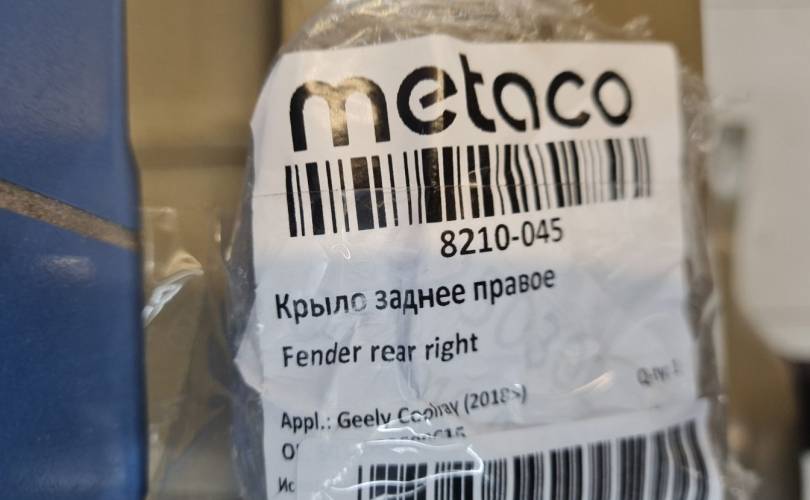 metaco
8210-045
Крыло заднее правое
Fender rear right
Appl.: Geely Coolray (2018>)